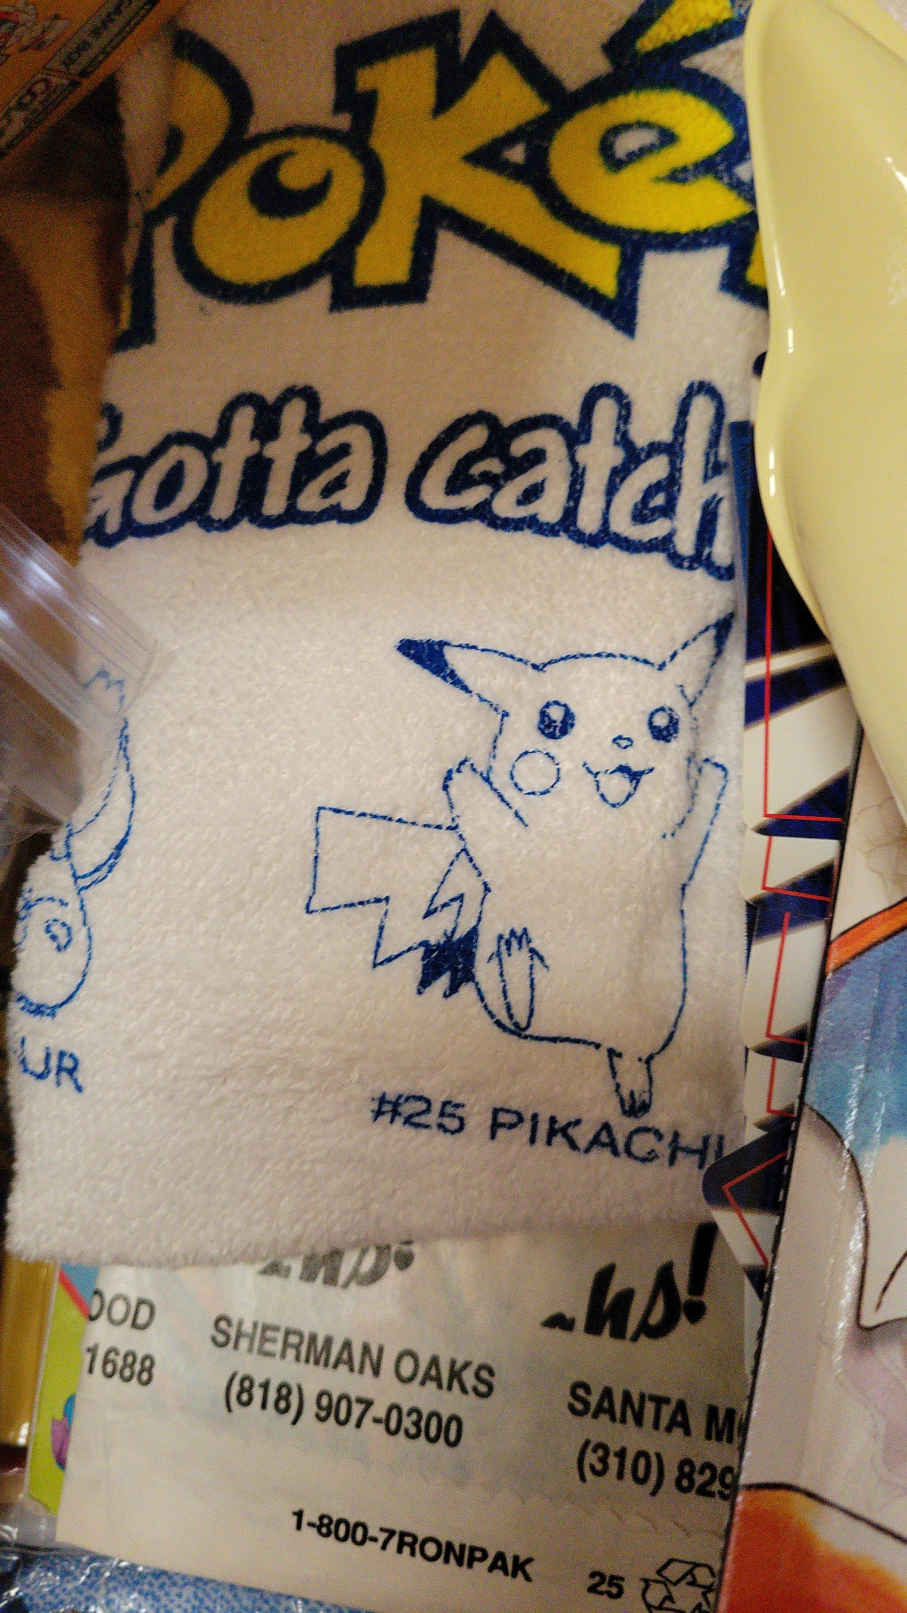 Poké
Gotta catch
UR
#25 PIKACHU
OOD
1688
SHERMAN OAKS
(818) 907-0300
SANTA M
(310) 829
1-800-7RONPAK
25